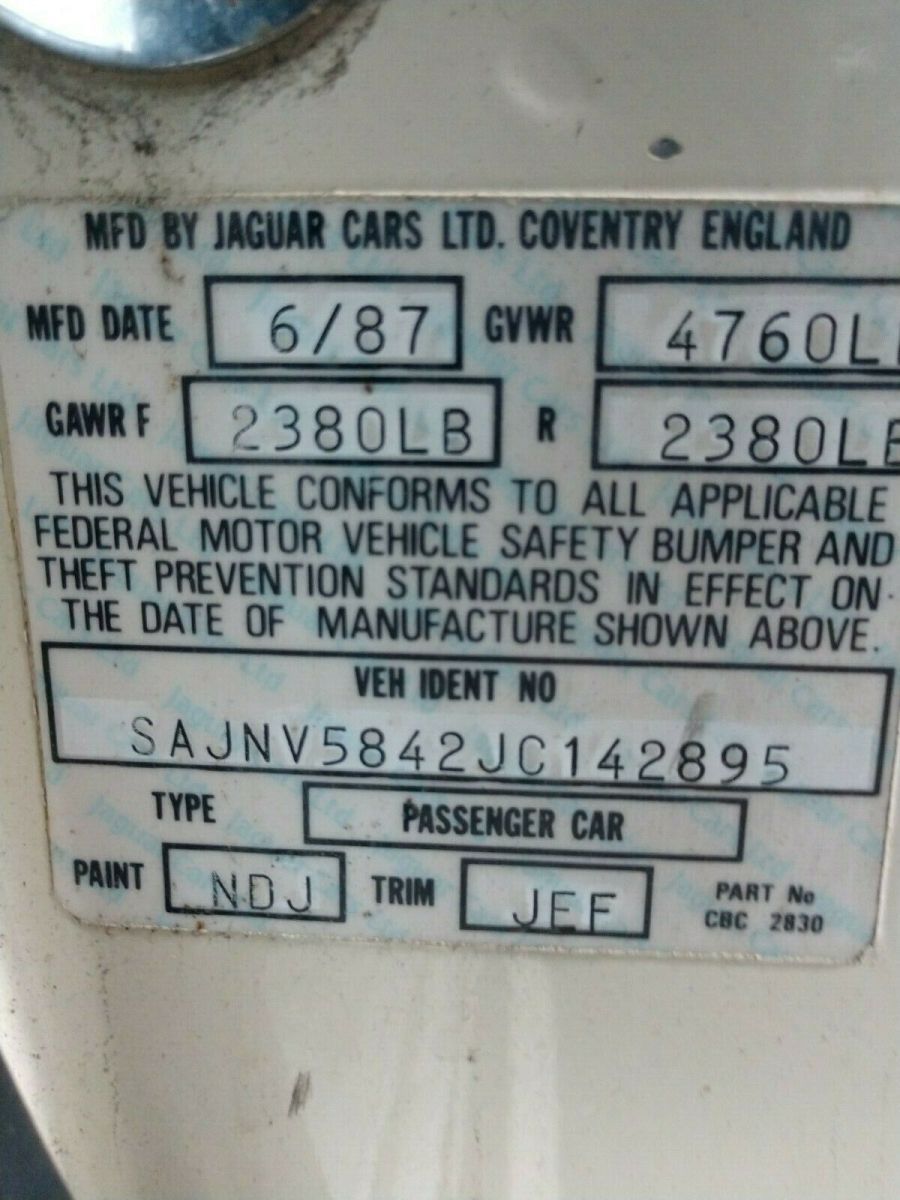 MFD BY JAGUAR CARS LTD. COVENTRY ENGLAND
MFD DATE 6/87 GVWR 4760L
GAWR F 2380LB R 2380LB
THIS VEHICLE CONFORMS TO ALL APPLICABLE
FEDERAL MOTOR VEHICLE SAFETY BUMPER AND
THEFT PREVENTION STANDARDS IN EFFECT ON
THE DATE OF MANUFACTURE SHOWN ABOVE.
VEH IDENT NO
SAJNV5842JC142895
TYPE PASSENGER CAR
PAINT NDJ TRIM JEF PART No
CBC 2830